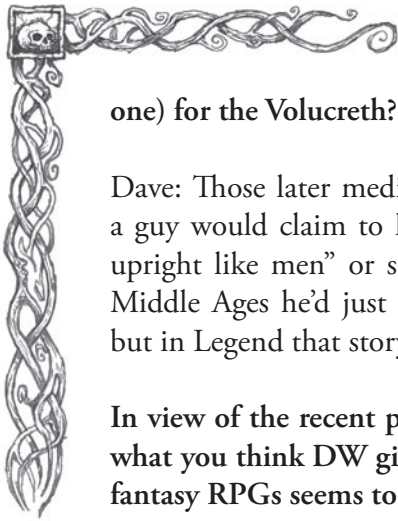 one) for the Volucreth?
Dave: Those later medi
a guy would claim to
upright like men” or s
Middle Ages he’d just
but in Legend that story
In view of the recent p
what you think DW gi
fantasy RPGs seems to